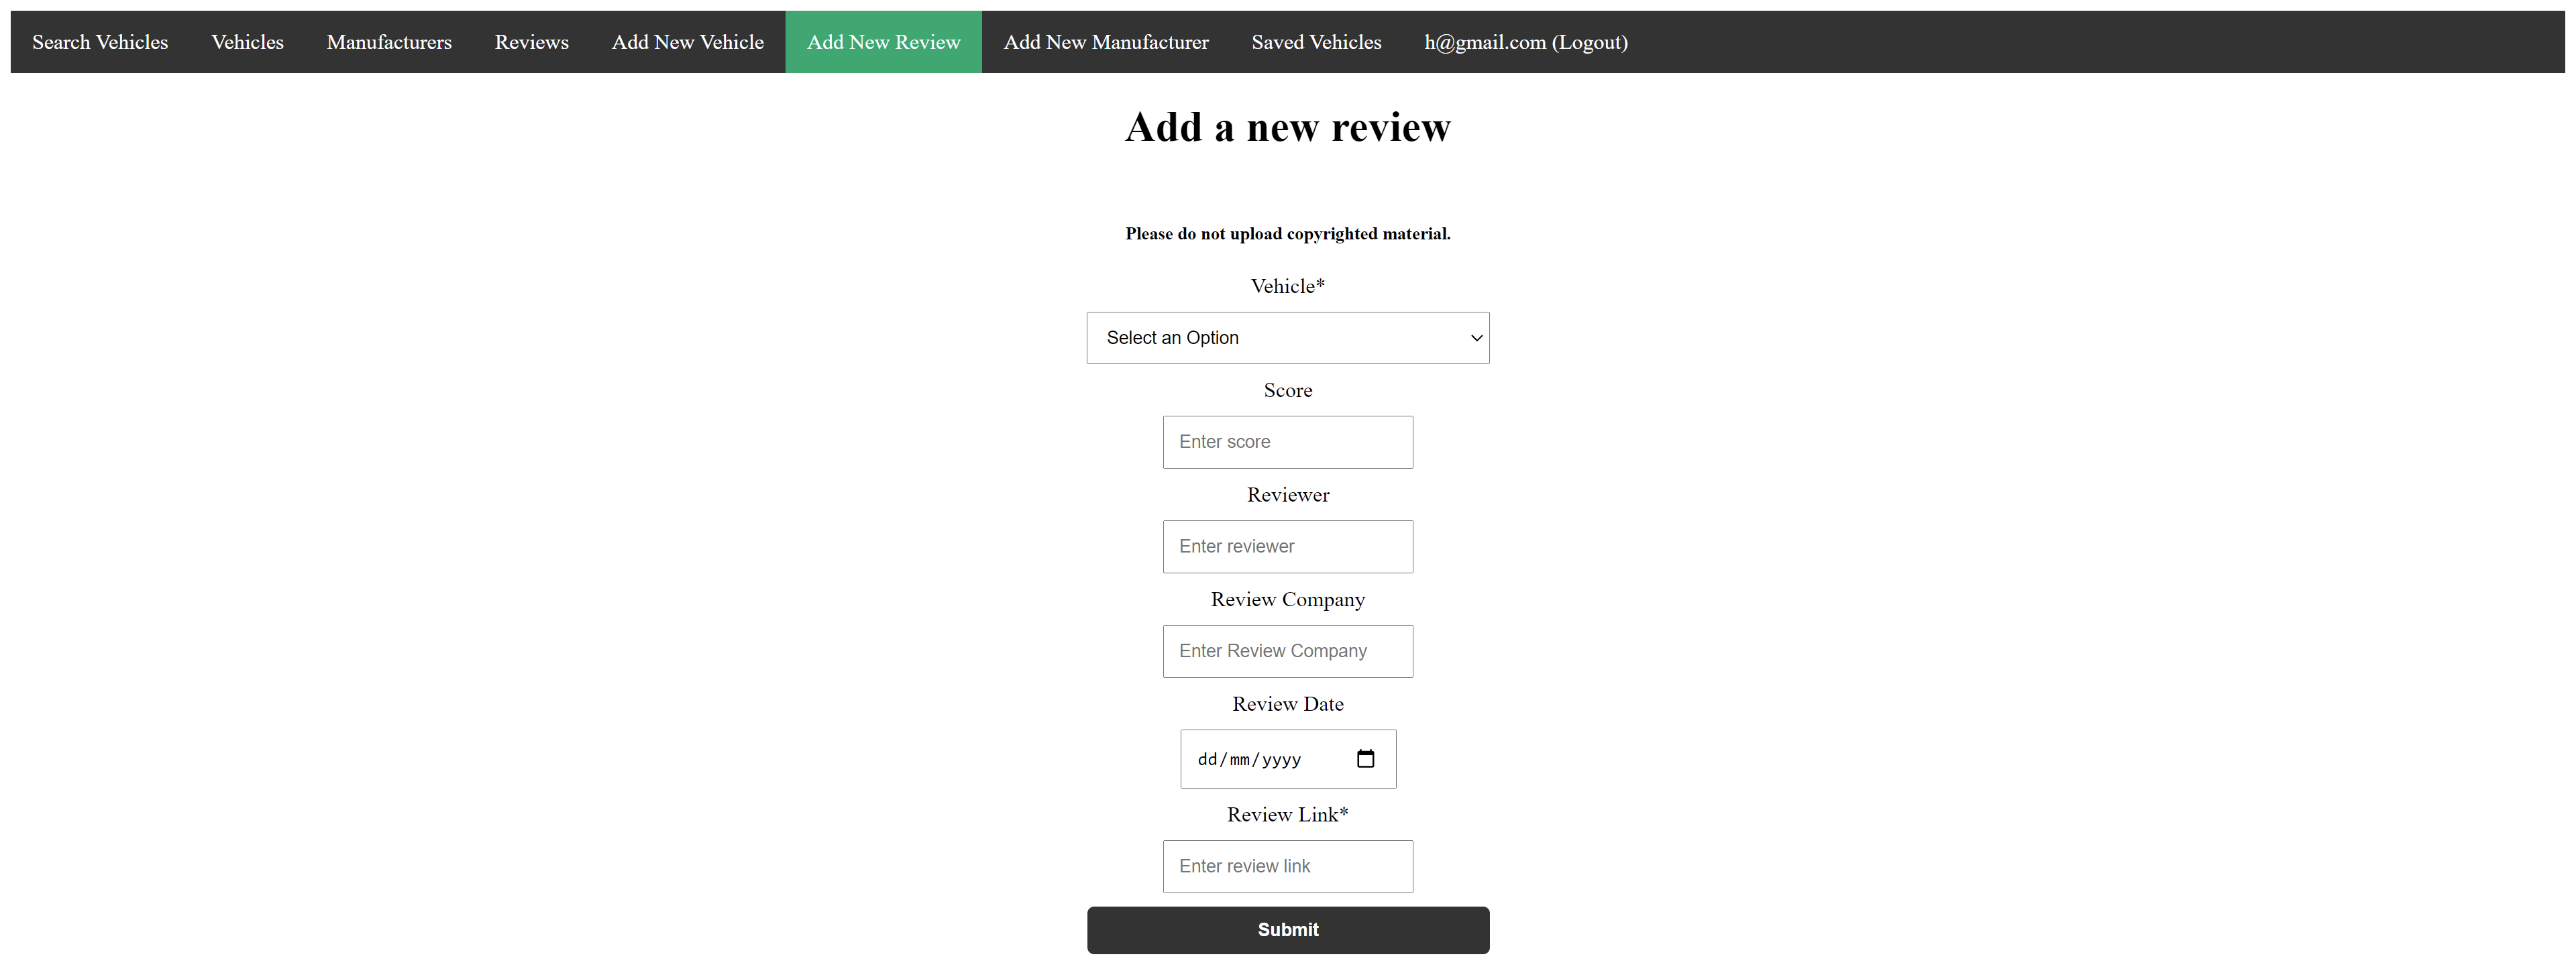 Search Vehicles Vehicles Manufacturers Reviews Add New Vehicle Add New Review Add New Manufacturer Saved Vehicles h@gmail.com (Logout)
Add a new review
Please do not upload copyrighted material.
Vehicle*
Select an Option
Score
Enter score
Reviewer
Enter reviewer
Review Company
Enter Review Company
Review Date
dd/mm/yyyy
Review Link*
Enter review link
Submit